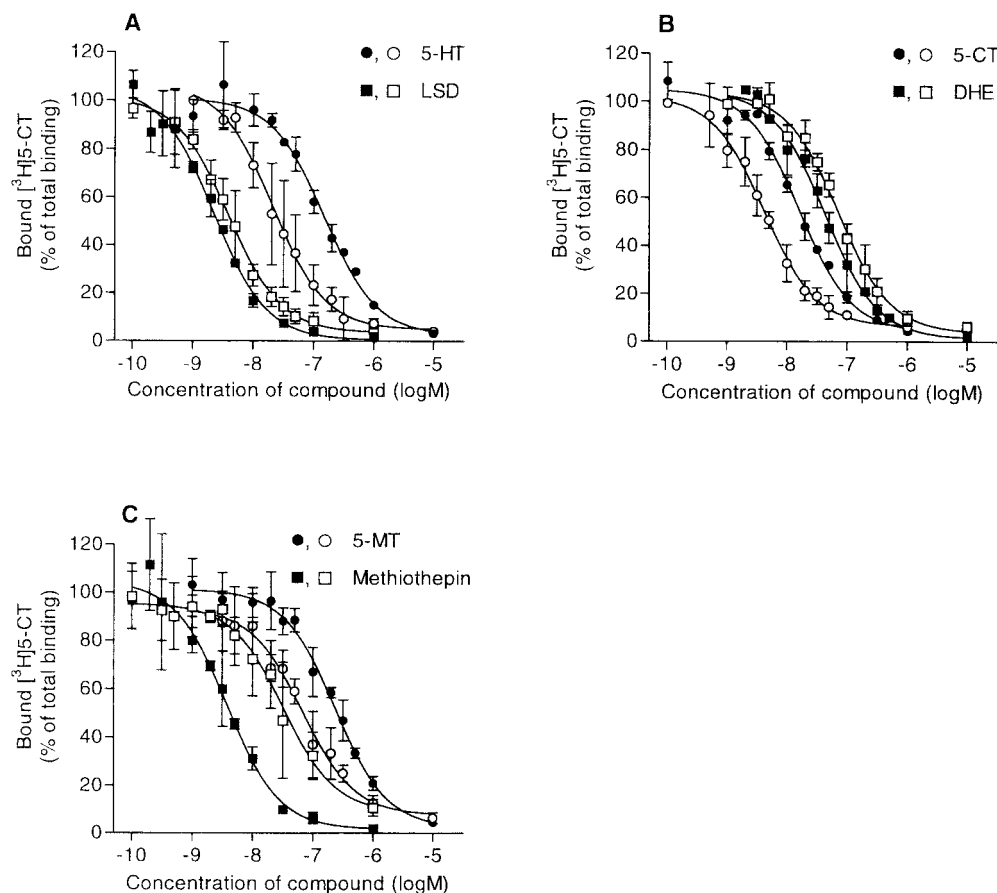 A
●, ○ 5-HT
■, □ LSD
120
100
80
60
40
20
0
Bound [³H]5-CT
(% of total binding)
-10 -9 -8 -7 -6 -5
Concentration of compound (logM)
B
●, ○ 5-CT
■, □ DHE
120
100
80
60
40
20
0
Bound [³H]5-CT
(% of total binding)
-10 -9 -8 -7 -6 -5
Concentration of compound (logM)
C
●, ○ 5-MT
■, □ Methiothepin
120
100
80
60
40
20
0
Bound [³H]5-CT
(% of total binding)
-10 -9 -8 -7 -6 -5
Concentration of compound (logM)